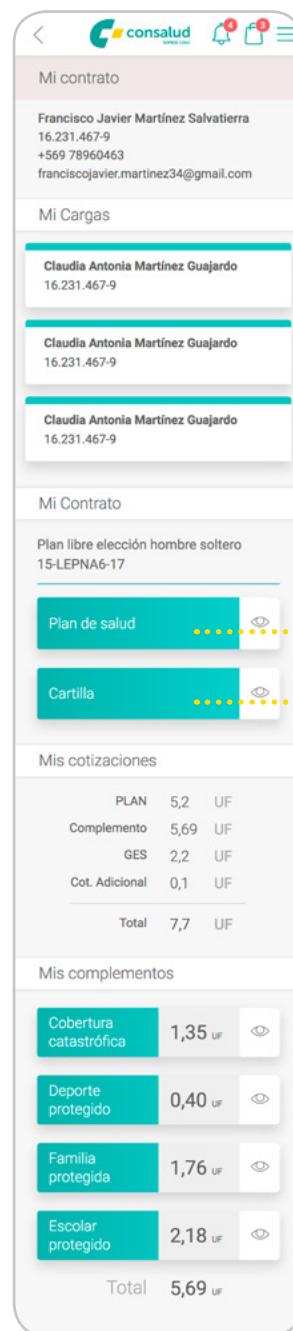 consalud
SOMOS CChC
4
3
Mi contrato
Francisco Javier Martínez Salvatierra
16.231.467-9
+569 78960463
franciscojavier.martinez34@gmail.com
Mi Cargas
Claudia Antonia Martínez Guajardo
16.231.467-9
Claudia Antonia Martínez Guajardo
16.231.467-9
Claudia Antonia Martínez Guajardo
16.231.467-9
Mi Contrato
Plan libre elección hombre soltero
15-LEPNA6-17
Plan de salud
Cartilla
Mis cotizaciones
PLAN 5,2 UF
Complemento 5,69 UF
GES 2,2 UF
Cot. Adicional 0,1 UF
Total 7,7 UF
Mis complementos
Cobertura
catastrófica 1,35 UF
Deporte
protegido 0,40 UF
Familia
protegida 1,76 UF
Escolar
protegido 2,18 UF
Total 5,69 UF